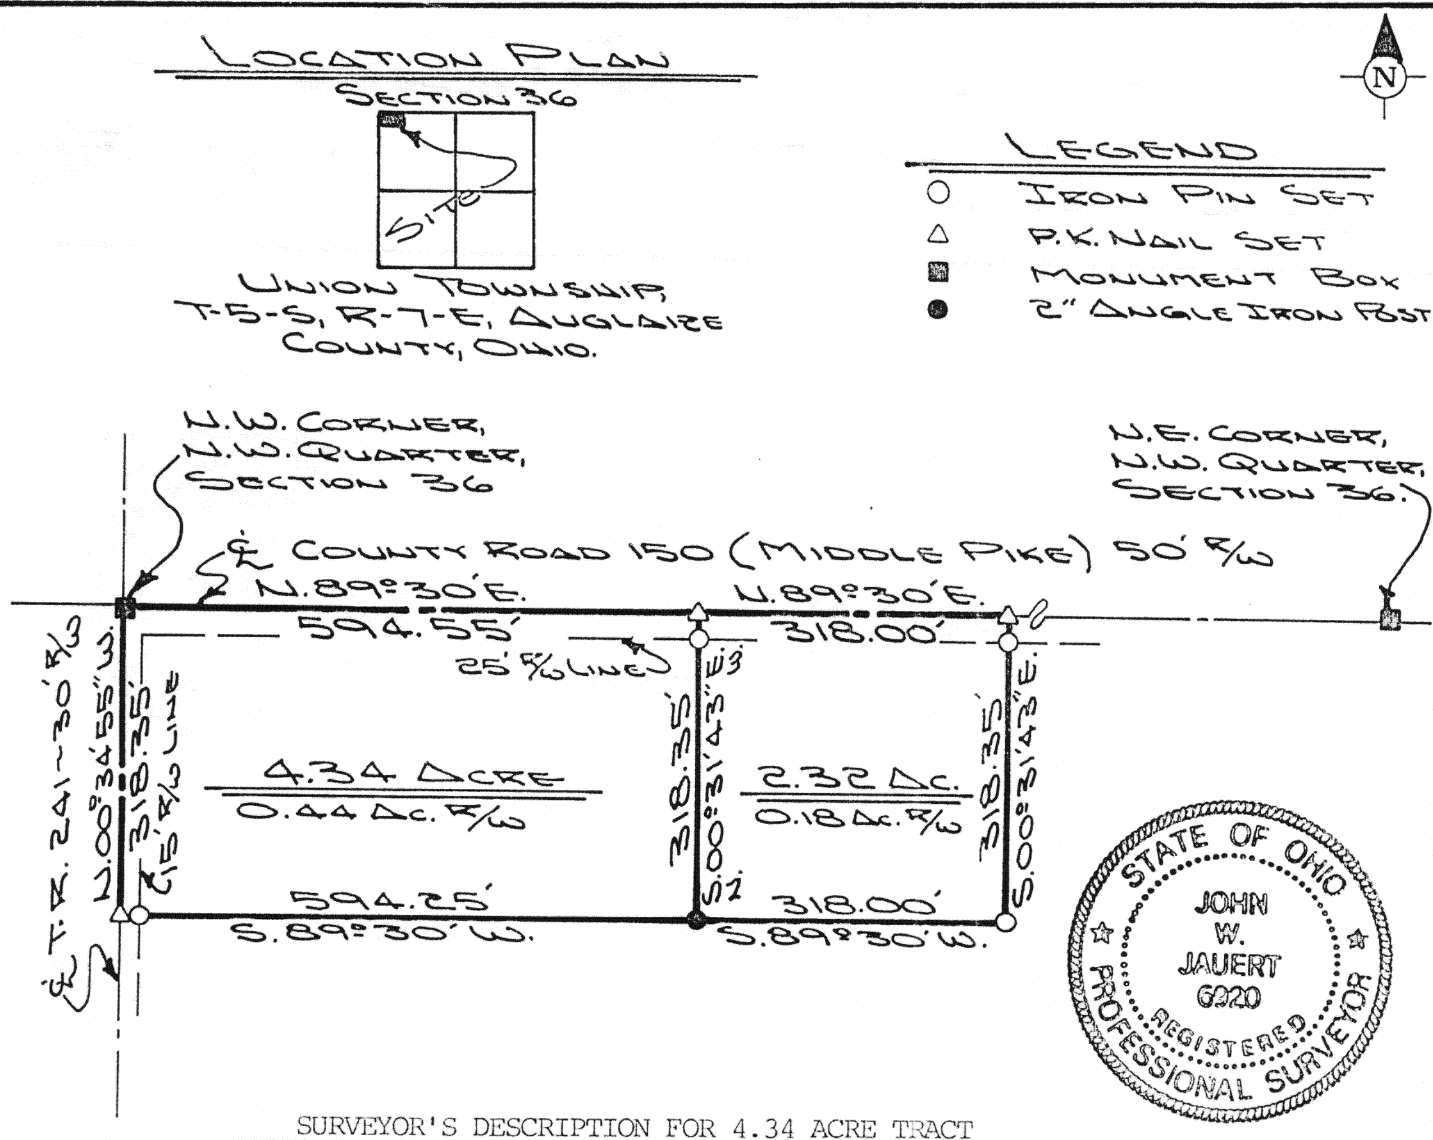 LOCATION PLAN
SECTION 36
SITE
UNION TOWNSHIP,
T-5-S, R-7-E, AUGLAIZE
COUNTY, OHIO.
N
LEGEND
IRON PIN SET
P.K. NAIL SET
MONUMENT BOX
2" ANGLE IRON POST
N.W. CORNER,
N.W. QUARTER,
SECTION 36
N.E. CORNER,
N.W. QUARTER,
SECTION 36.
℄ COUNTY ROAD 150 (MIDDLE PIKE) 50' R/W
N.89°30'E.
594.55'
N.89°30'E.
318.00'
25' R/W LINE
℄ T.R. 241~30' R/W
N.00°34'55"W.
318.35'
15' R/W LINE
4.34 ACRE
0.44 AC. R/W
318.35'
S.00°31'43"E.
3.
2.
2.32 AC.
0.18 AC. R/W
318.35'
S.00°31'43"E.
594.25'
S.89°30'W.
318.00'
S.89°30'W.
STATE OF OHIO
JOHN
W.
JAUERT
6920
REGISTERED
PROFESSIONAL SURVEYOR
SURVEYOR'S DESCRIPTION FOR 4.34 ACRE TRACT